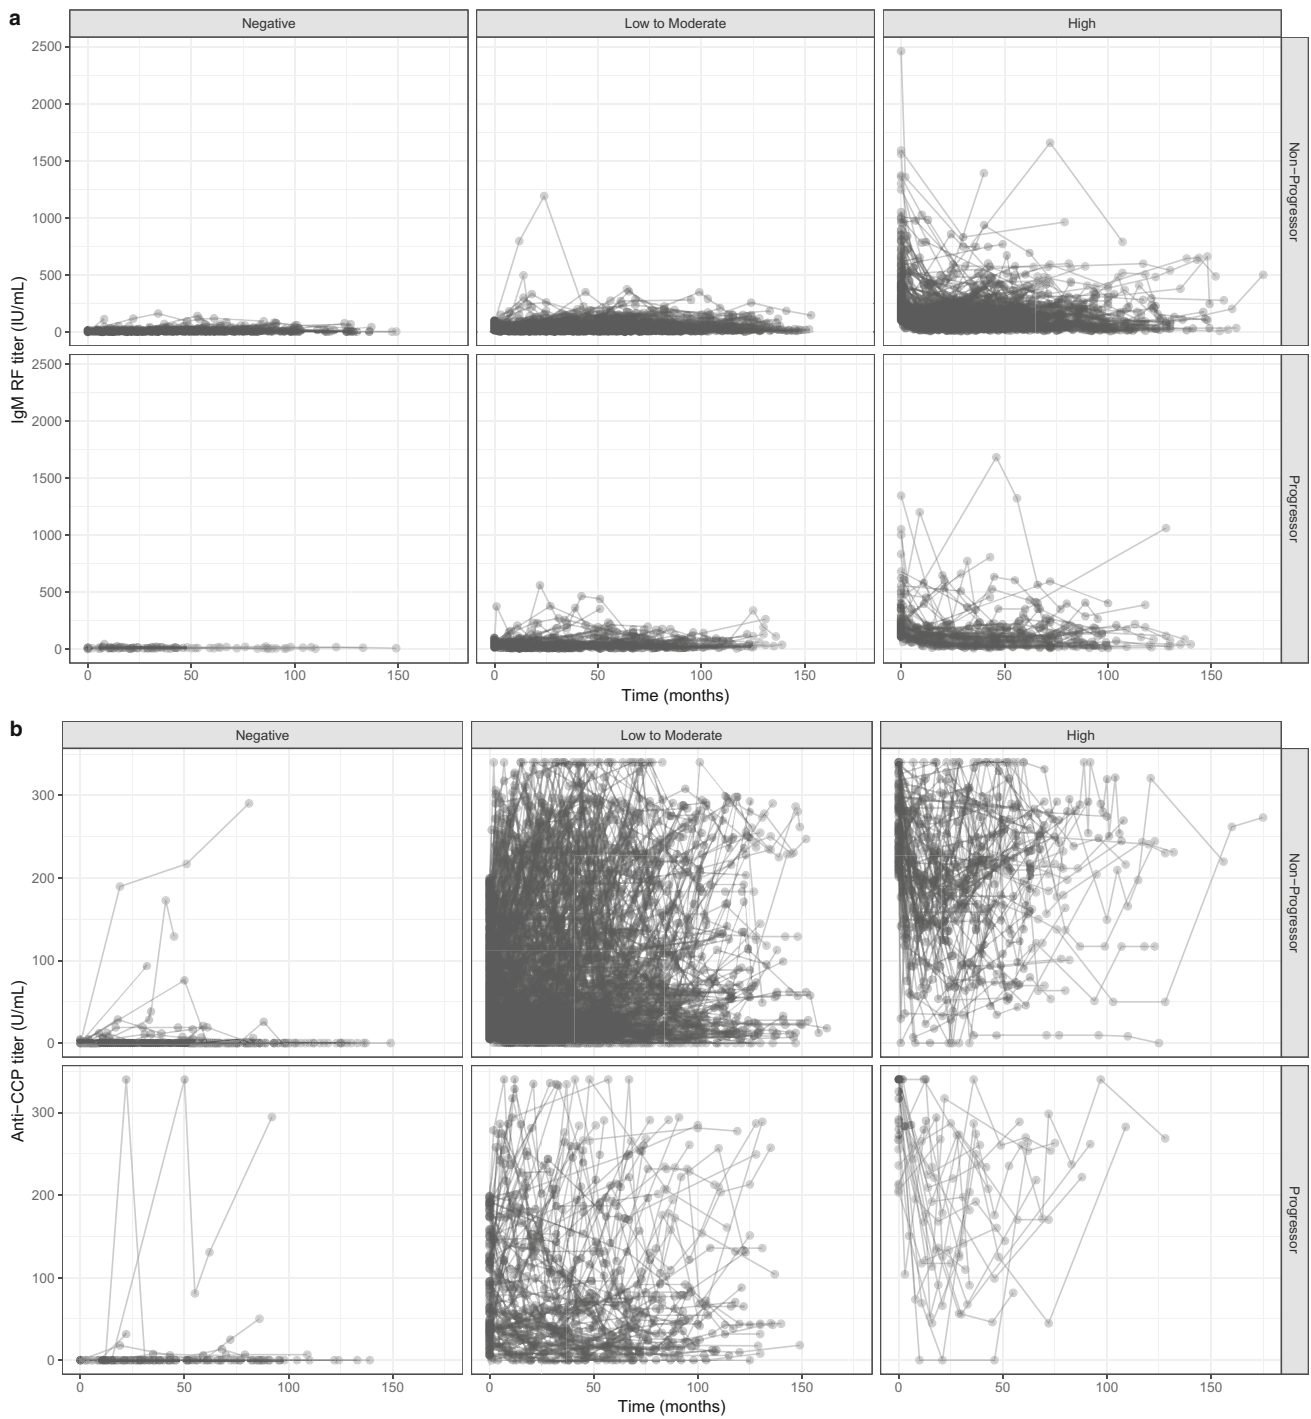 a
Negative Low to Moderate High
2500
2000
1500
1000
500
0
Non−Progressor
2500
2000
1500
1000
500
0
Progressor
IgM RF titer (IU/mL)
0 50 100 150 0 50 100 150 0 50 100 150
Time (months)
b
Negative Low to Moderate High
300
200
100
0
Non−Progressor
300
200
100
0
Progressor
Anti−CCP titer (U/mL)
0 50 100 150 0 50 100 150 0 50 100 150
Time (months)